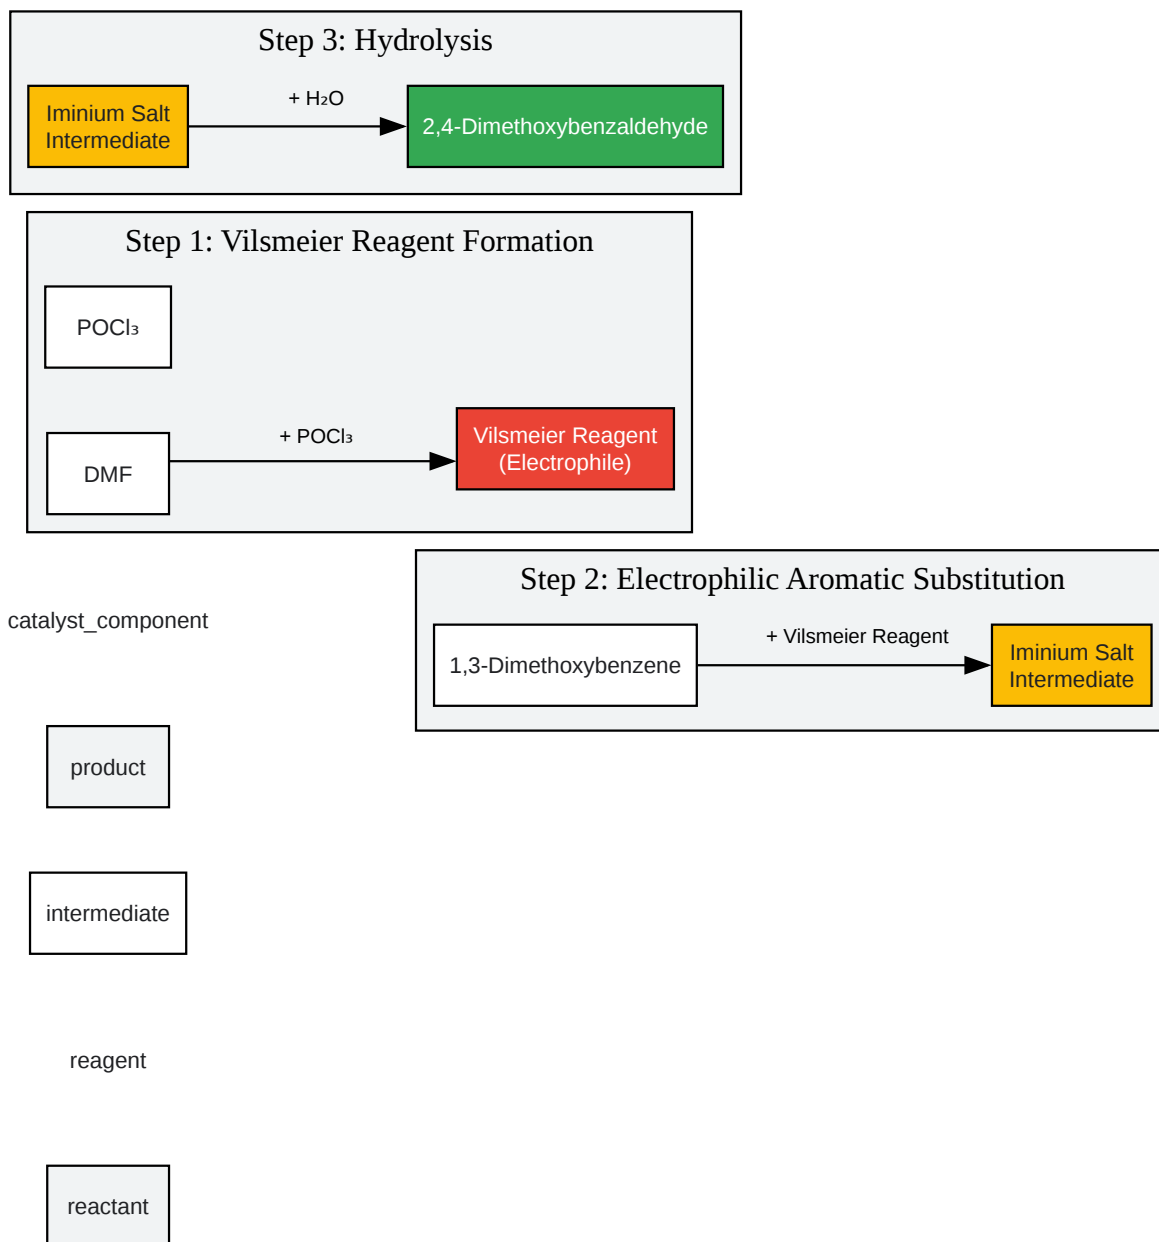 Step 3: Hydrolysis
Iminium Salt
Intermediate
+ H₂O
2,4-Dimethoxybenzaldehyde
Step 1: Vilsmeier Reagent Formation
POCl₃
DMF
+ POCl₃
Vilsmeier Reagent
(Electrophile)
Step 2: Electrophilic Aromatic Substitution
1,3-Dimethoxybenzene
+ Vilsmeier Reagent
Iminium Salt
Intermediate
catalyst_component
product
intermediate
reagent
reactant